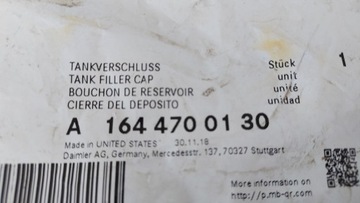 TANKVERSCHLUSS
TANK FILLER CAP
BOUCHON DE RESERVOIR
CIERRE DEL DEPOSITO
Stück 1
unit
unité
unidad
A 164 470 01 30
Made in UNITED STATES 30.11.18
Daimler AG, Germany, Mercedesstr. 137, 70327 Stuttgart
More information on
http://p.mb-qr.com/